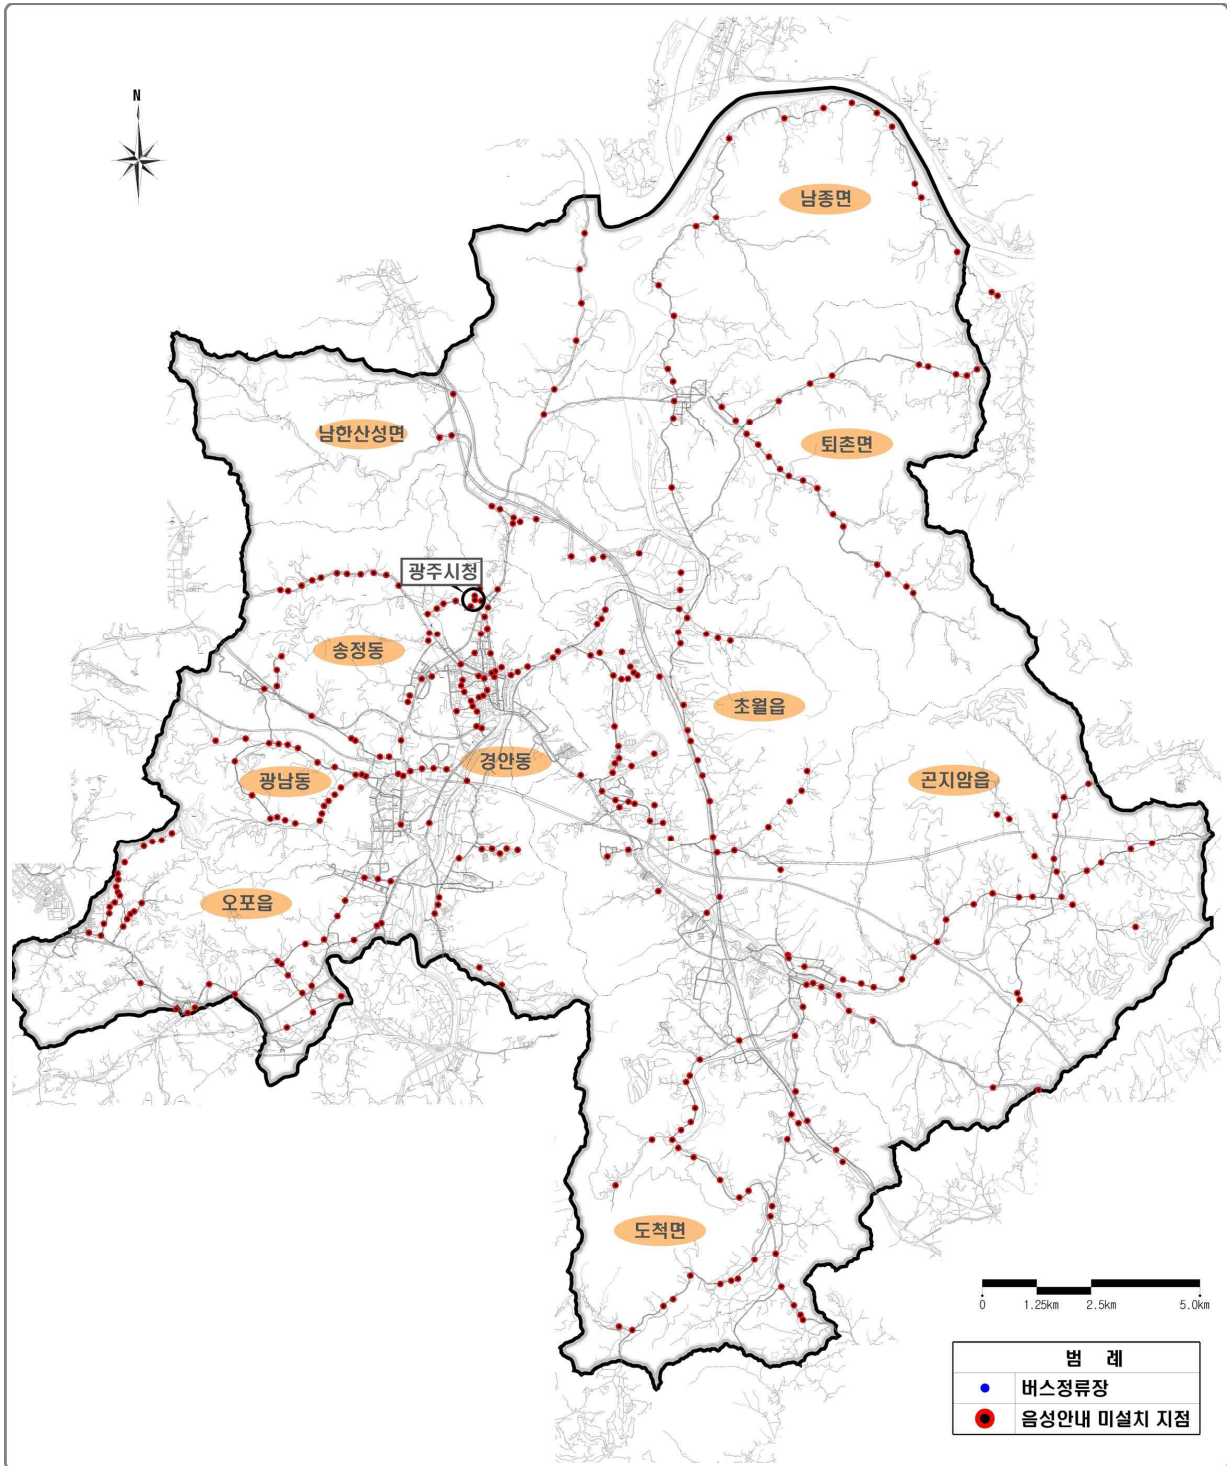 N
남종면
남한산성면
퇴촌면
광주시청
송정동
초월읍
경안동
광남동
곤지암읍
오포읍
도척면
0 1.25km 2.5km 5.0km
범 례
버스정류장
음성안내 미설치 지점